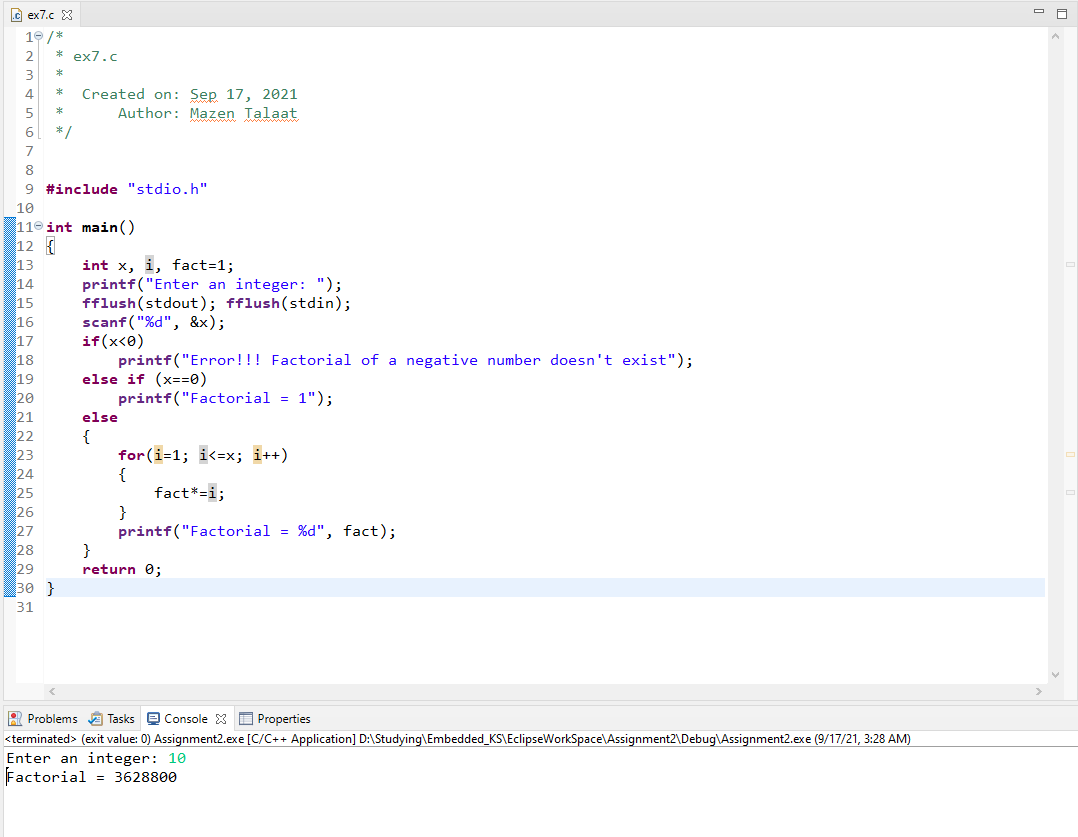 ex7.c
1 /*
2  * ex7.c
3  *
4  *  Created on: Sep 17, 2021
5  *      Author: Mazen Talaat
6  */
7
8
9 #include "stdio.h"
10
11 int main()
12 {
13     int x, i, fact=1;
14     printf("Enter an integer: ");
15     fflush(stdout); fflush(stdin);
16     scanf("%d", &x);
17     if(x<0)
18         printf("Error!!! Factorial of a negative number doesn't exist");
19     else if (x==0)
20         printf("Factorial = 1");
21     else
22     {
23         for(i=1; i<=x; i++)
24         {
25             fact*=i;
26         }
27         printf("Factorial = %d", fact);
28     }
29     return 0;
30 }
31
Problems Tasks Console Properties
<terminated> (exit value: 0) Assignment2.exe [C/C++ Application] D:\Studying\Embedded_KS\EclipseWorkSpace\Assignment2\Debug\Assignment2.exe (9/17/21, 3:28 AM)
Enter an integer: 10
Factorial = 3628800